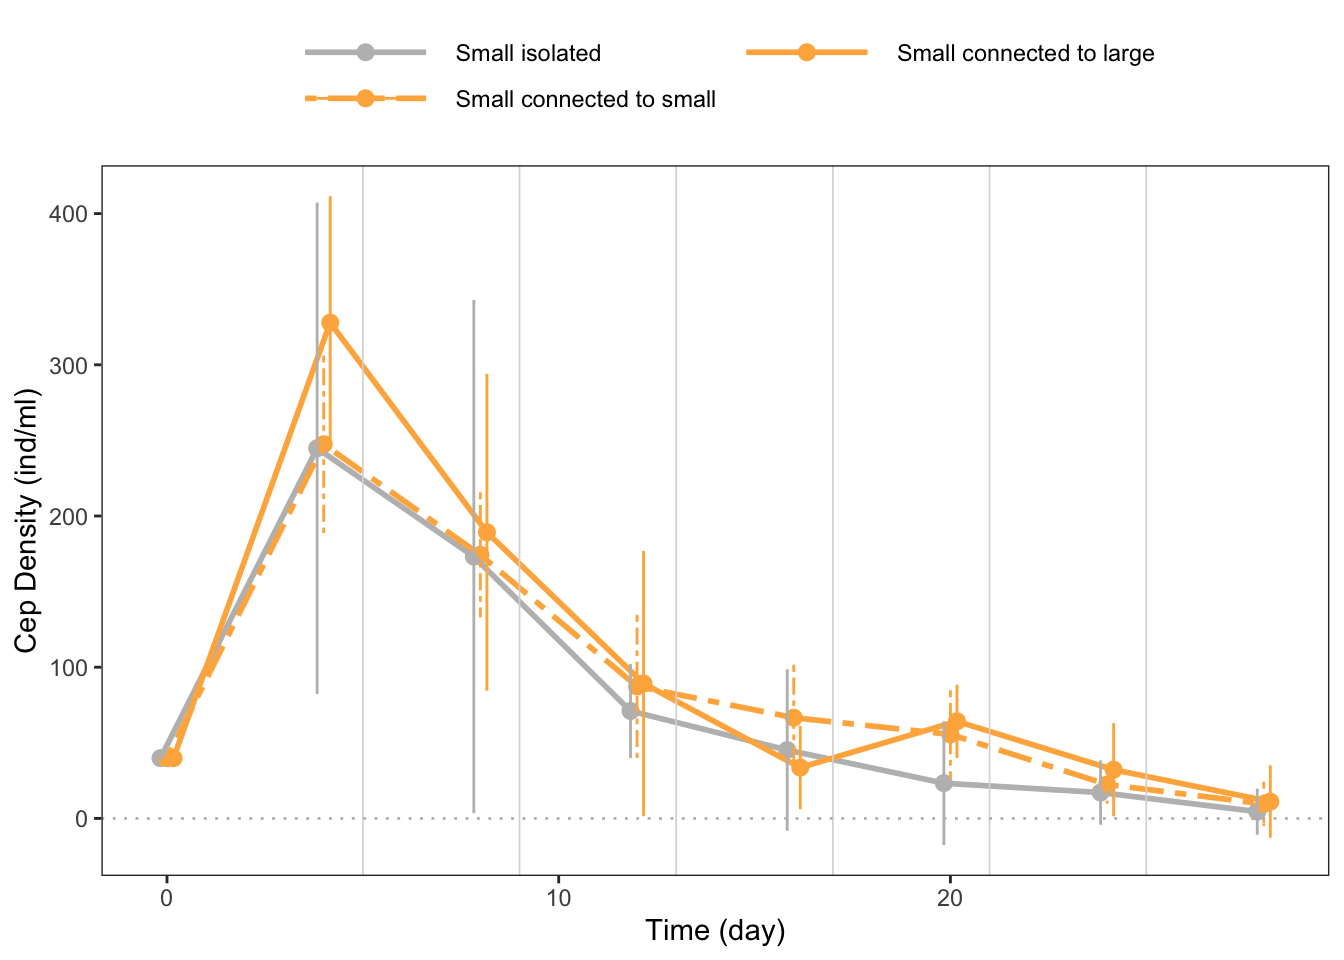 Small isolated
Small connected to large
Small connected to small
400
300
200
100
0
Cep Density (ind/ml)
0
10
20
Time (day)